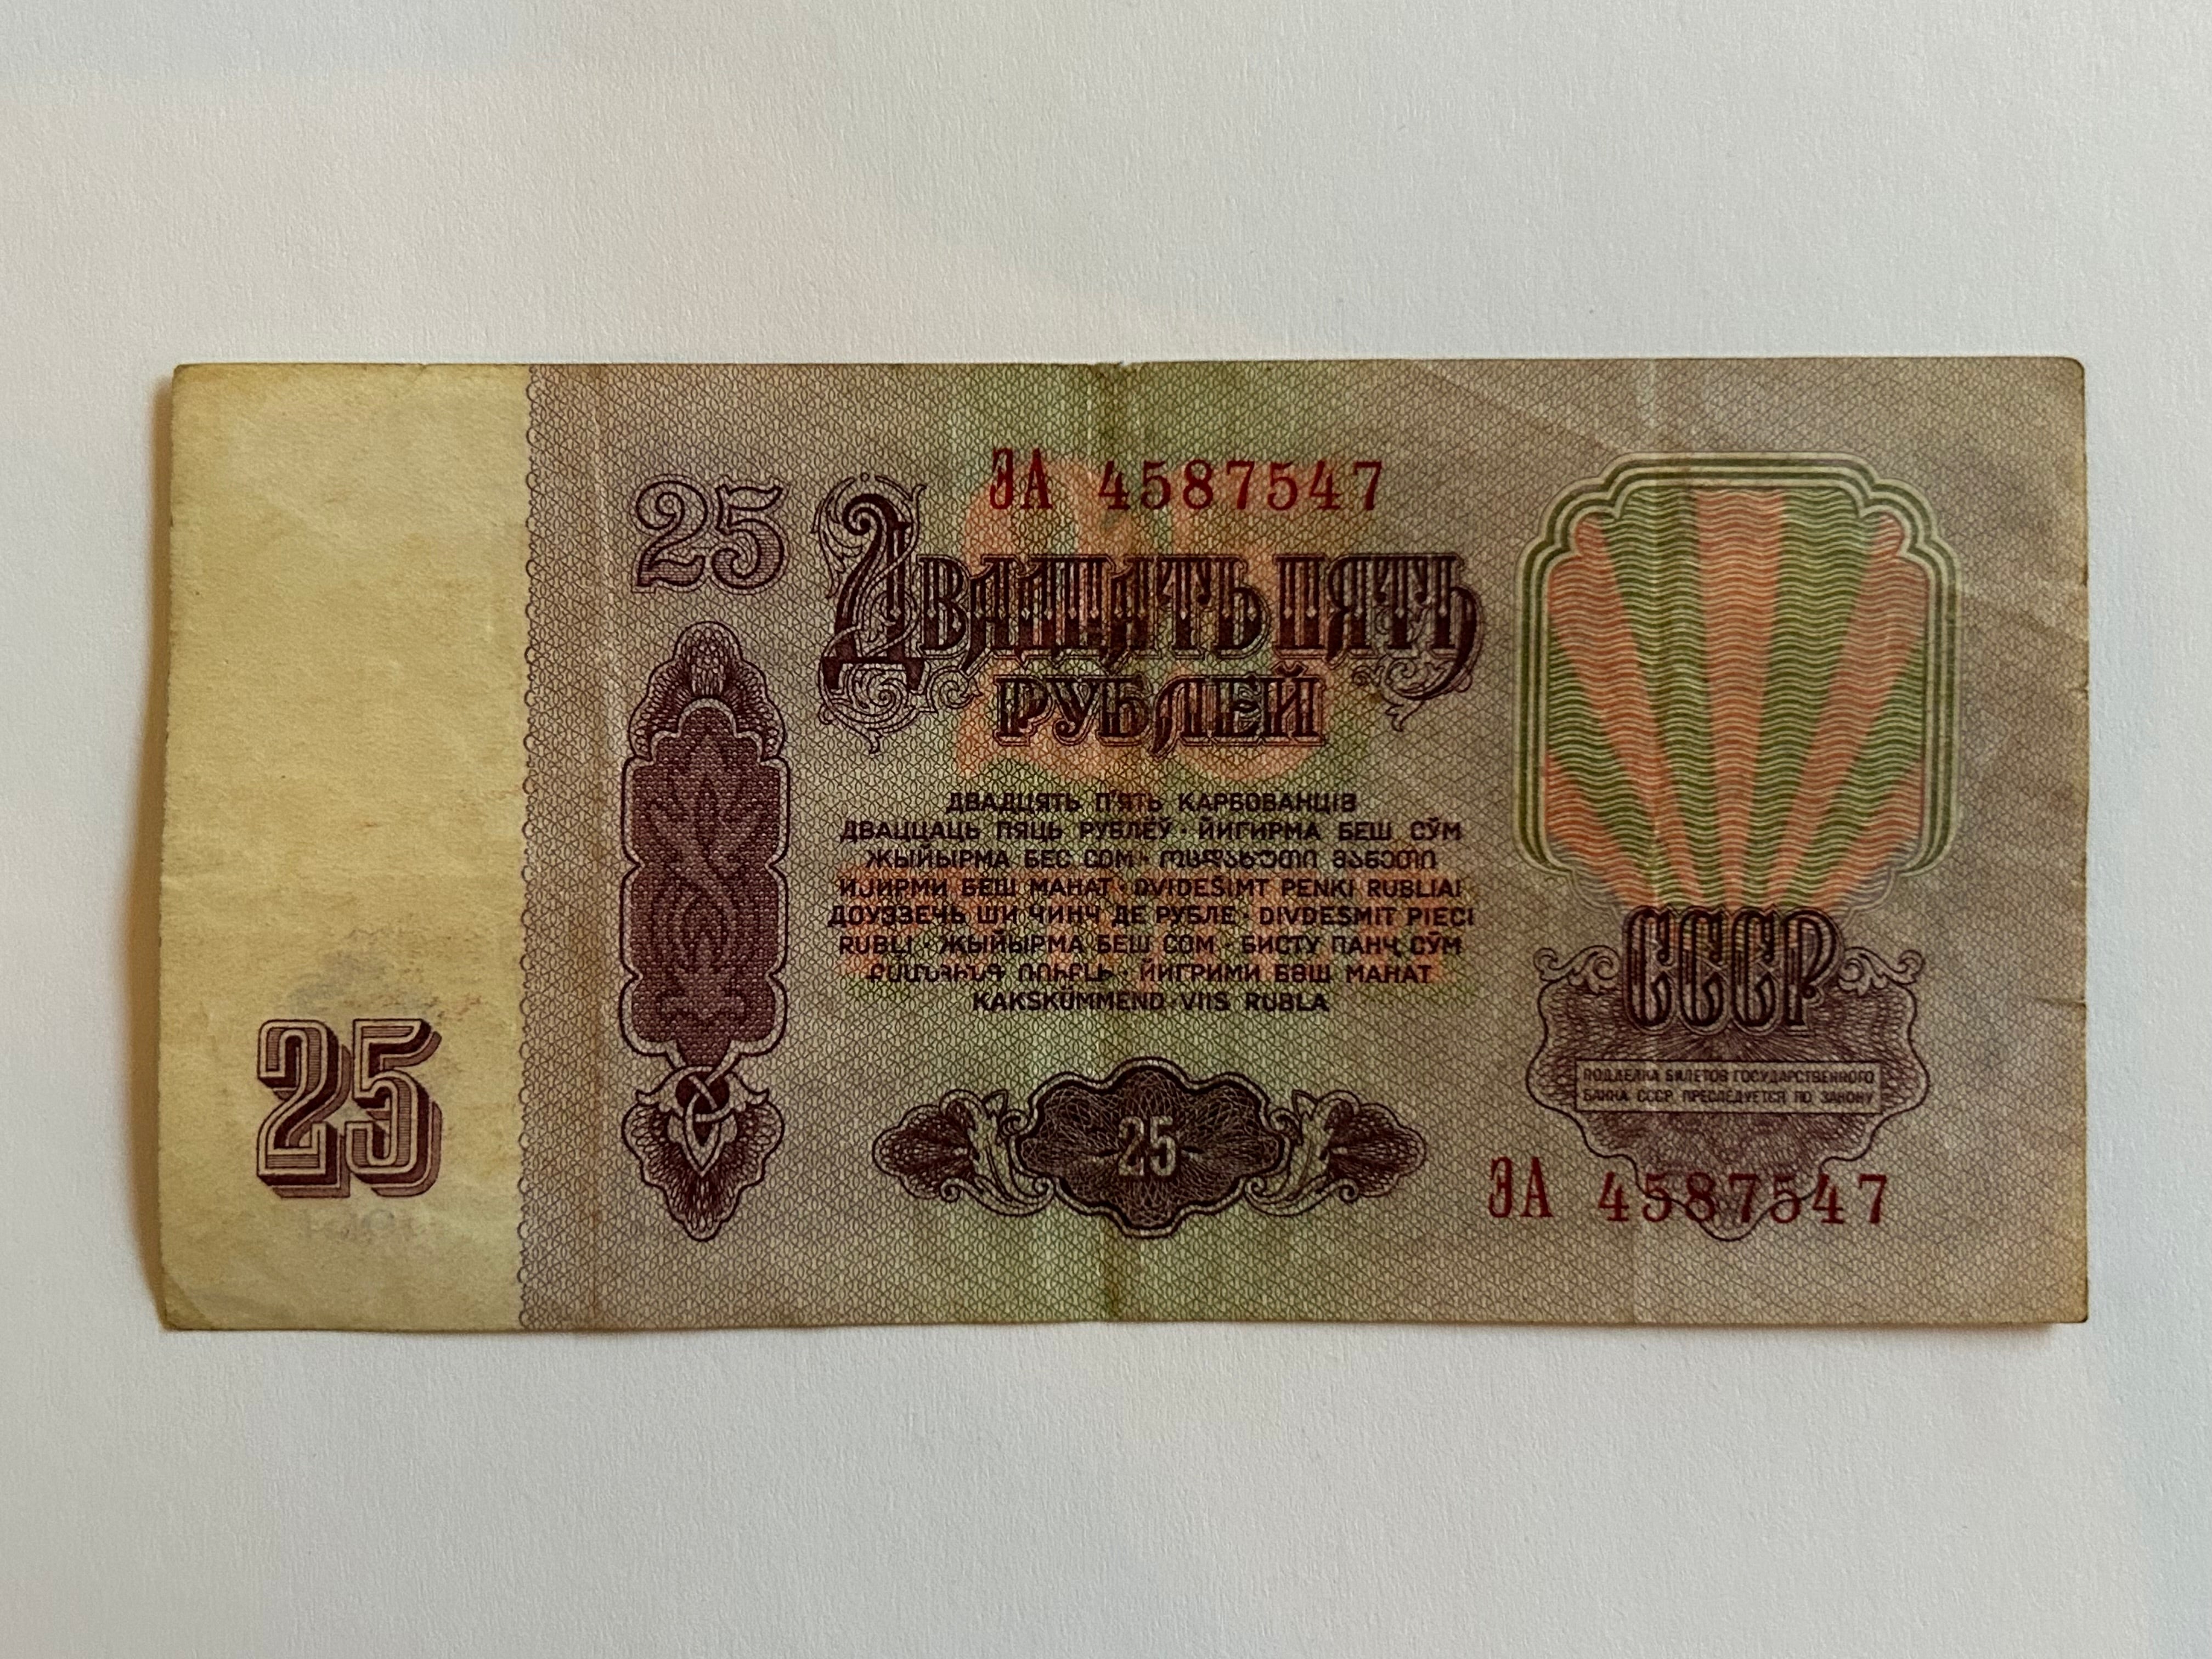 ЭА 4587547
25
Двадцать пять
рублей
ДВАДЦЯТЬ П'ЯТЬ КАРБОВАНЦІВ
ДВАЦЦАЦЬ ПЯЦЬ РУБЛЁЎ · ЙИГИРМА БЕШ СЎМ
ЖЫЙЫРМА БЕС СОМ · ოცდახუთი მანეთი
ИЈИРМИ БЕШ МАНАТ · DVIDEŠIMT PENKI RUBLIAI
ДОУЗЗЕЧЬ ШИ ЧИНЧ ДЕ РУБЛЕ · DIVDESMIT PIECI
RUBĻI · ЖЫЙЫРМА БЕШ СОМ · БИСТУ ПАНҶ СӮМ
ՔՍԱՆՀԻՆԳ ՌՈՒԲԼԻ · ЙИГРИМИ БӘШ МАНАТ
KAKSKÜMMEND VIIS RUBLA
25
СССР
ПОДДЕЛКА БИЛЕТОВ ГОСУДАРСТВЕННОГО
БАНКА СССР ПРЕСЛЕДУЕТСЯ ПО ЗАКОНУ
ЭА 4587547
25